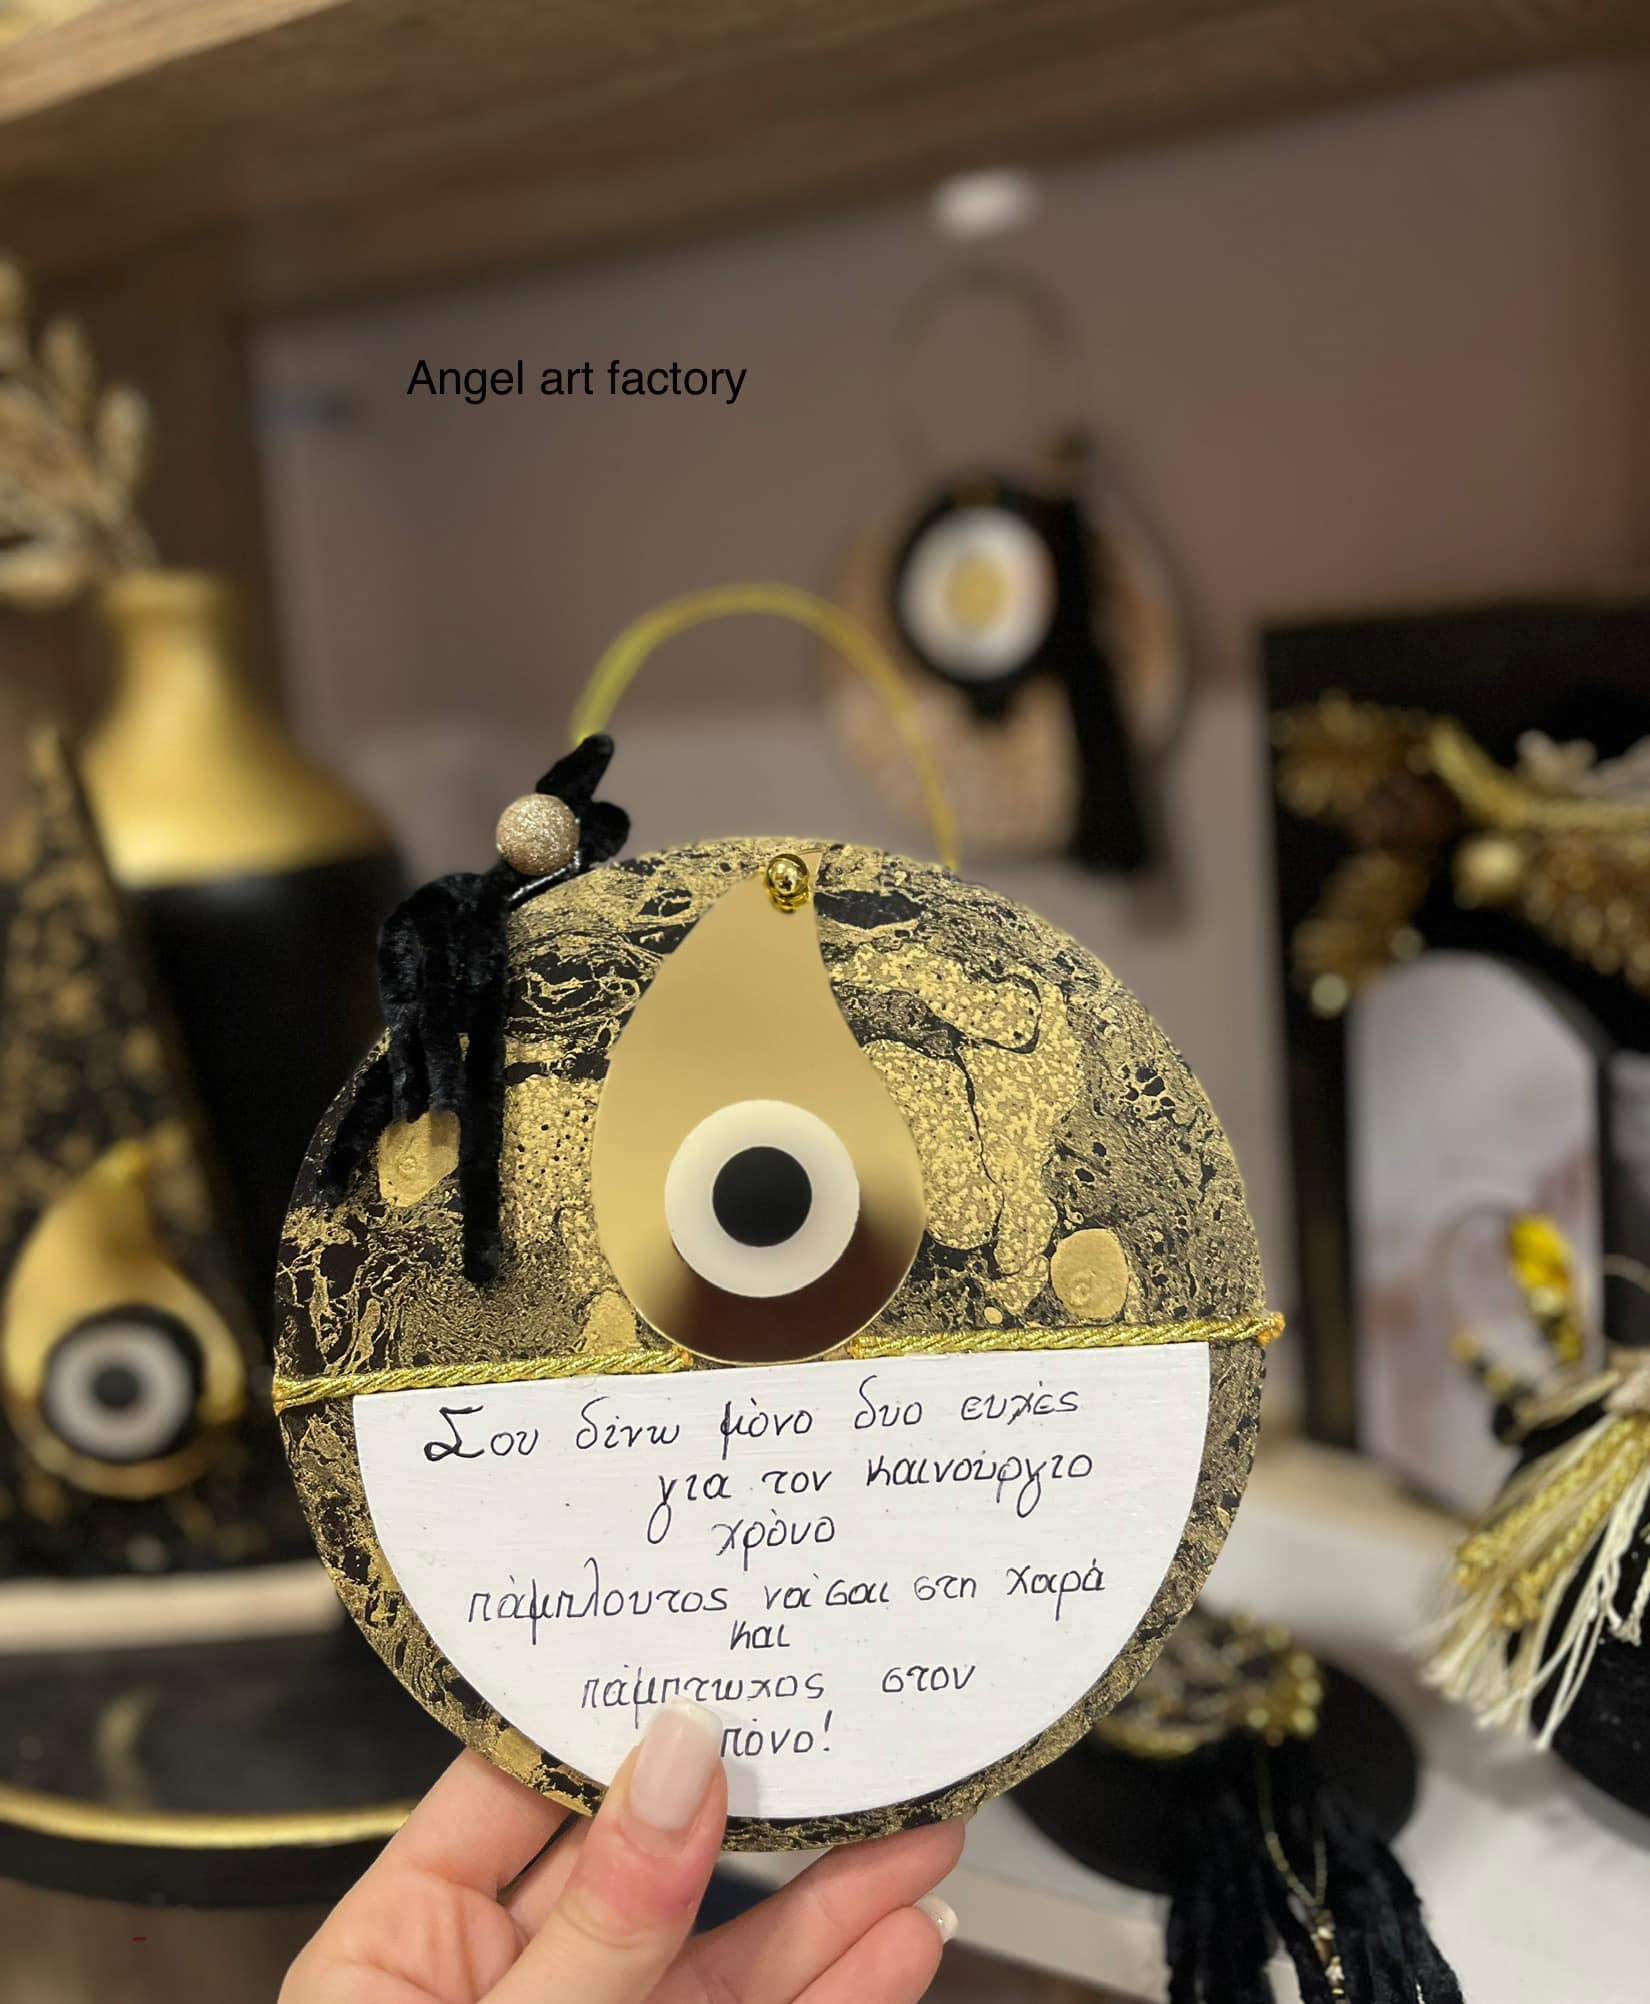 Angel art factory
Σου δίνω μόνο δυο ευχές
για τον καινούργιο
χρόνο
πάμπλουτος να΄σαι στη χαρά
και
πάμπτωχος στον
πόνο!